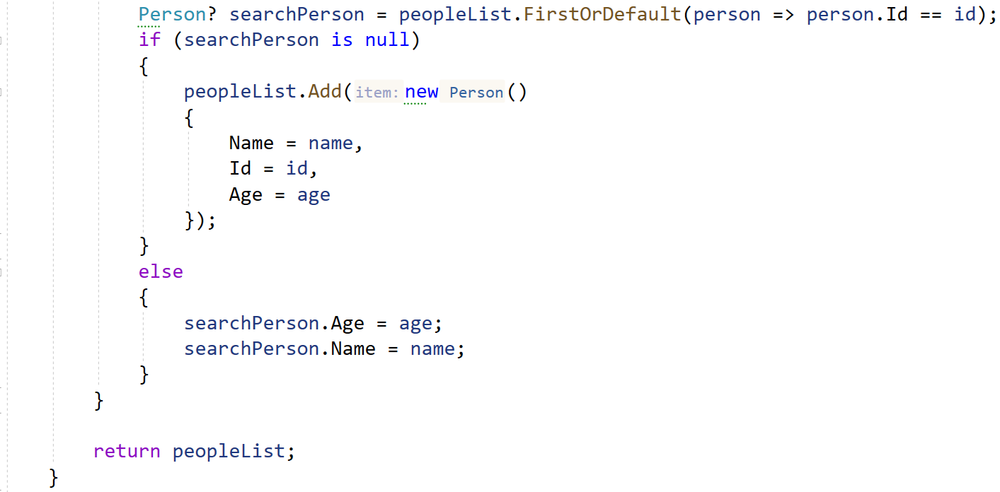 Person? searchPerson = peopleList.FirstOrDefault(person => person.Id == id);
if (searchPerson is null)
{
peopleList.Add(item: new Person()
{
Name = name,
Id = id,
Age = age
});
}
else
{
searchPerson.Age = age;
searchPerson.Name = name;
}
}
return peopleList;
}